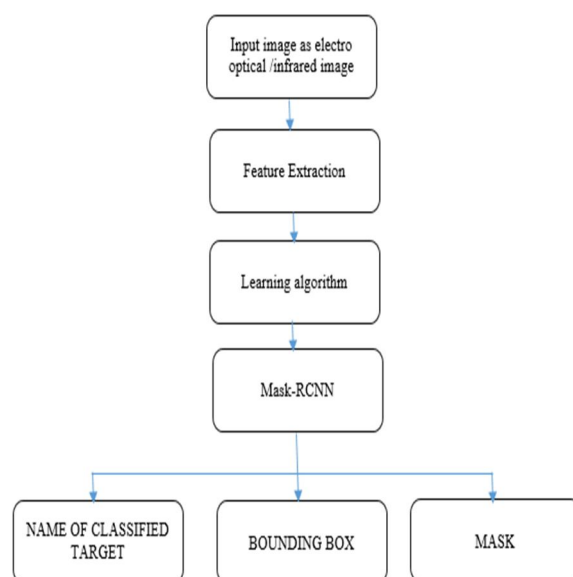 Input image as electro
optical /infrared image
Feature Extraction
Learning algorithm
Mask-RCNN
NAME OF CLASSIFIED
TARGET
BOUNDING BOX
MASK